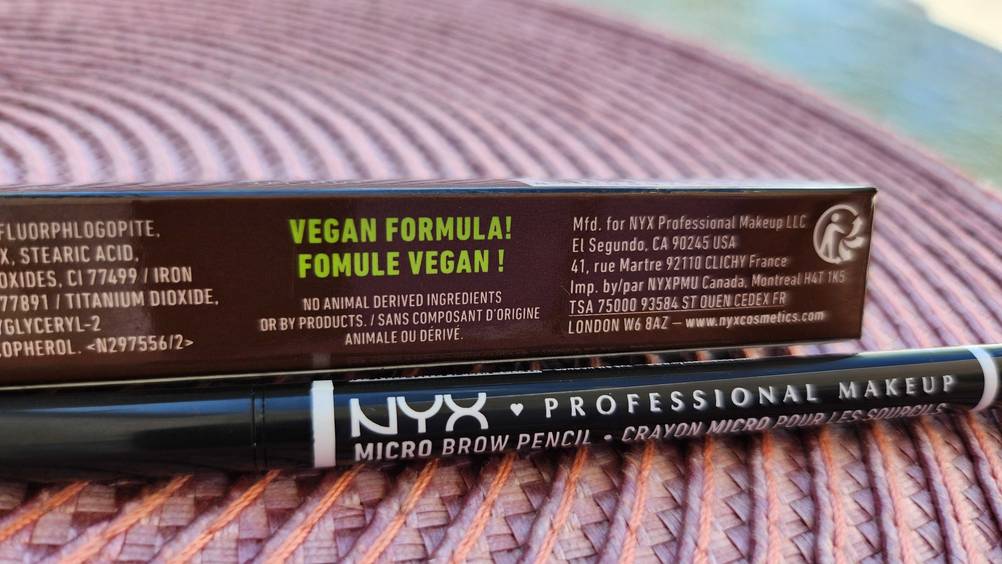 FLUORPHLOGOPITE,
X, STEARIC ACID,
OXIDES, CI 77499 / IRON
77891 / TITANIUM DIOXIDE,
YGLYCERYL-2
COPHEROL. <N297556/2>
VEGAN FORMULA!
FOMULE VEGAN !
NO ANIMAL DERIVED INGREDIENTS
OR BY PRODUCTS. / SANS COMPOSANT D'ORIGINE
ANIMALE OU DÉRIVÉ.
Mfd. for NYX Professional Makeup LLC
El Segundo, CA 90245 USA
41, rue Martre 92110 CLICHY France
Imp. by/par NYXPMU Canada, Montreal H4T 1K5
TSA 75000 93584 ST OUEN CEDEX FR
LONDON W6 8AZ – www.nyxcosmetics.com
NYX ♥ PROFESSIONAL MAKEUP
MICRO BROW PENCIL • CRAYON MICRO POUR LES SOURCILS